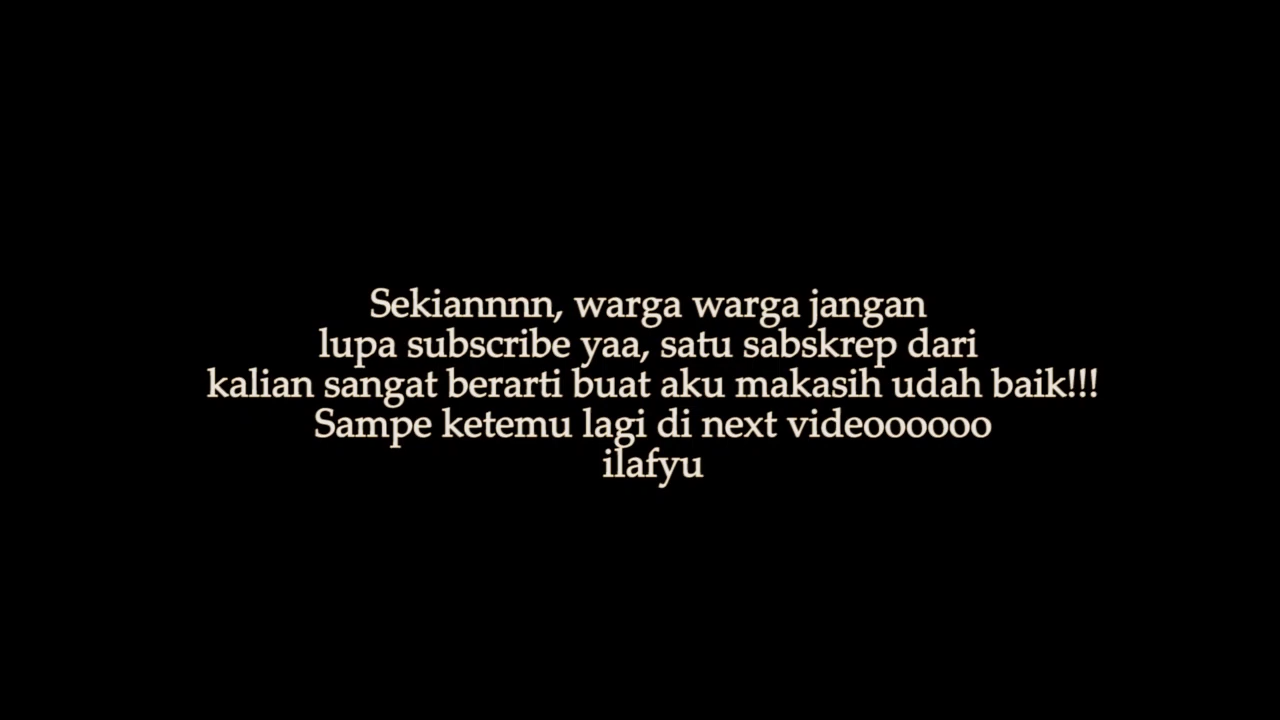 Sekiannnn, warga warga jangan
lupa subscribe yaa, satu sabskrep dari
kalian sangat berarti buat aku makasih udah baik!!!
Sampe ketemu lagi di next videoooooo
ilafyu